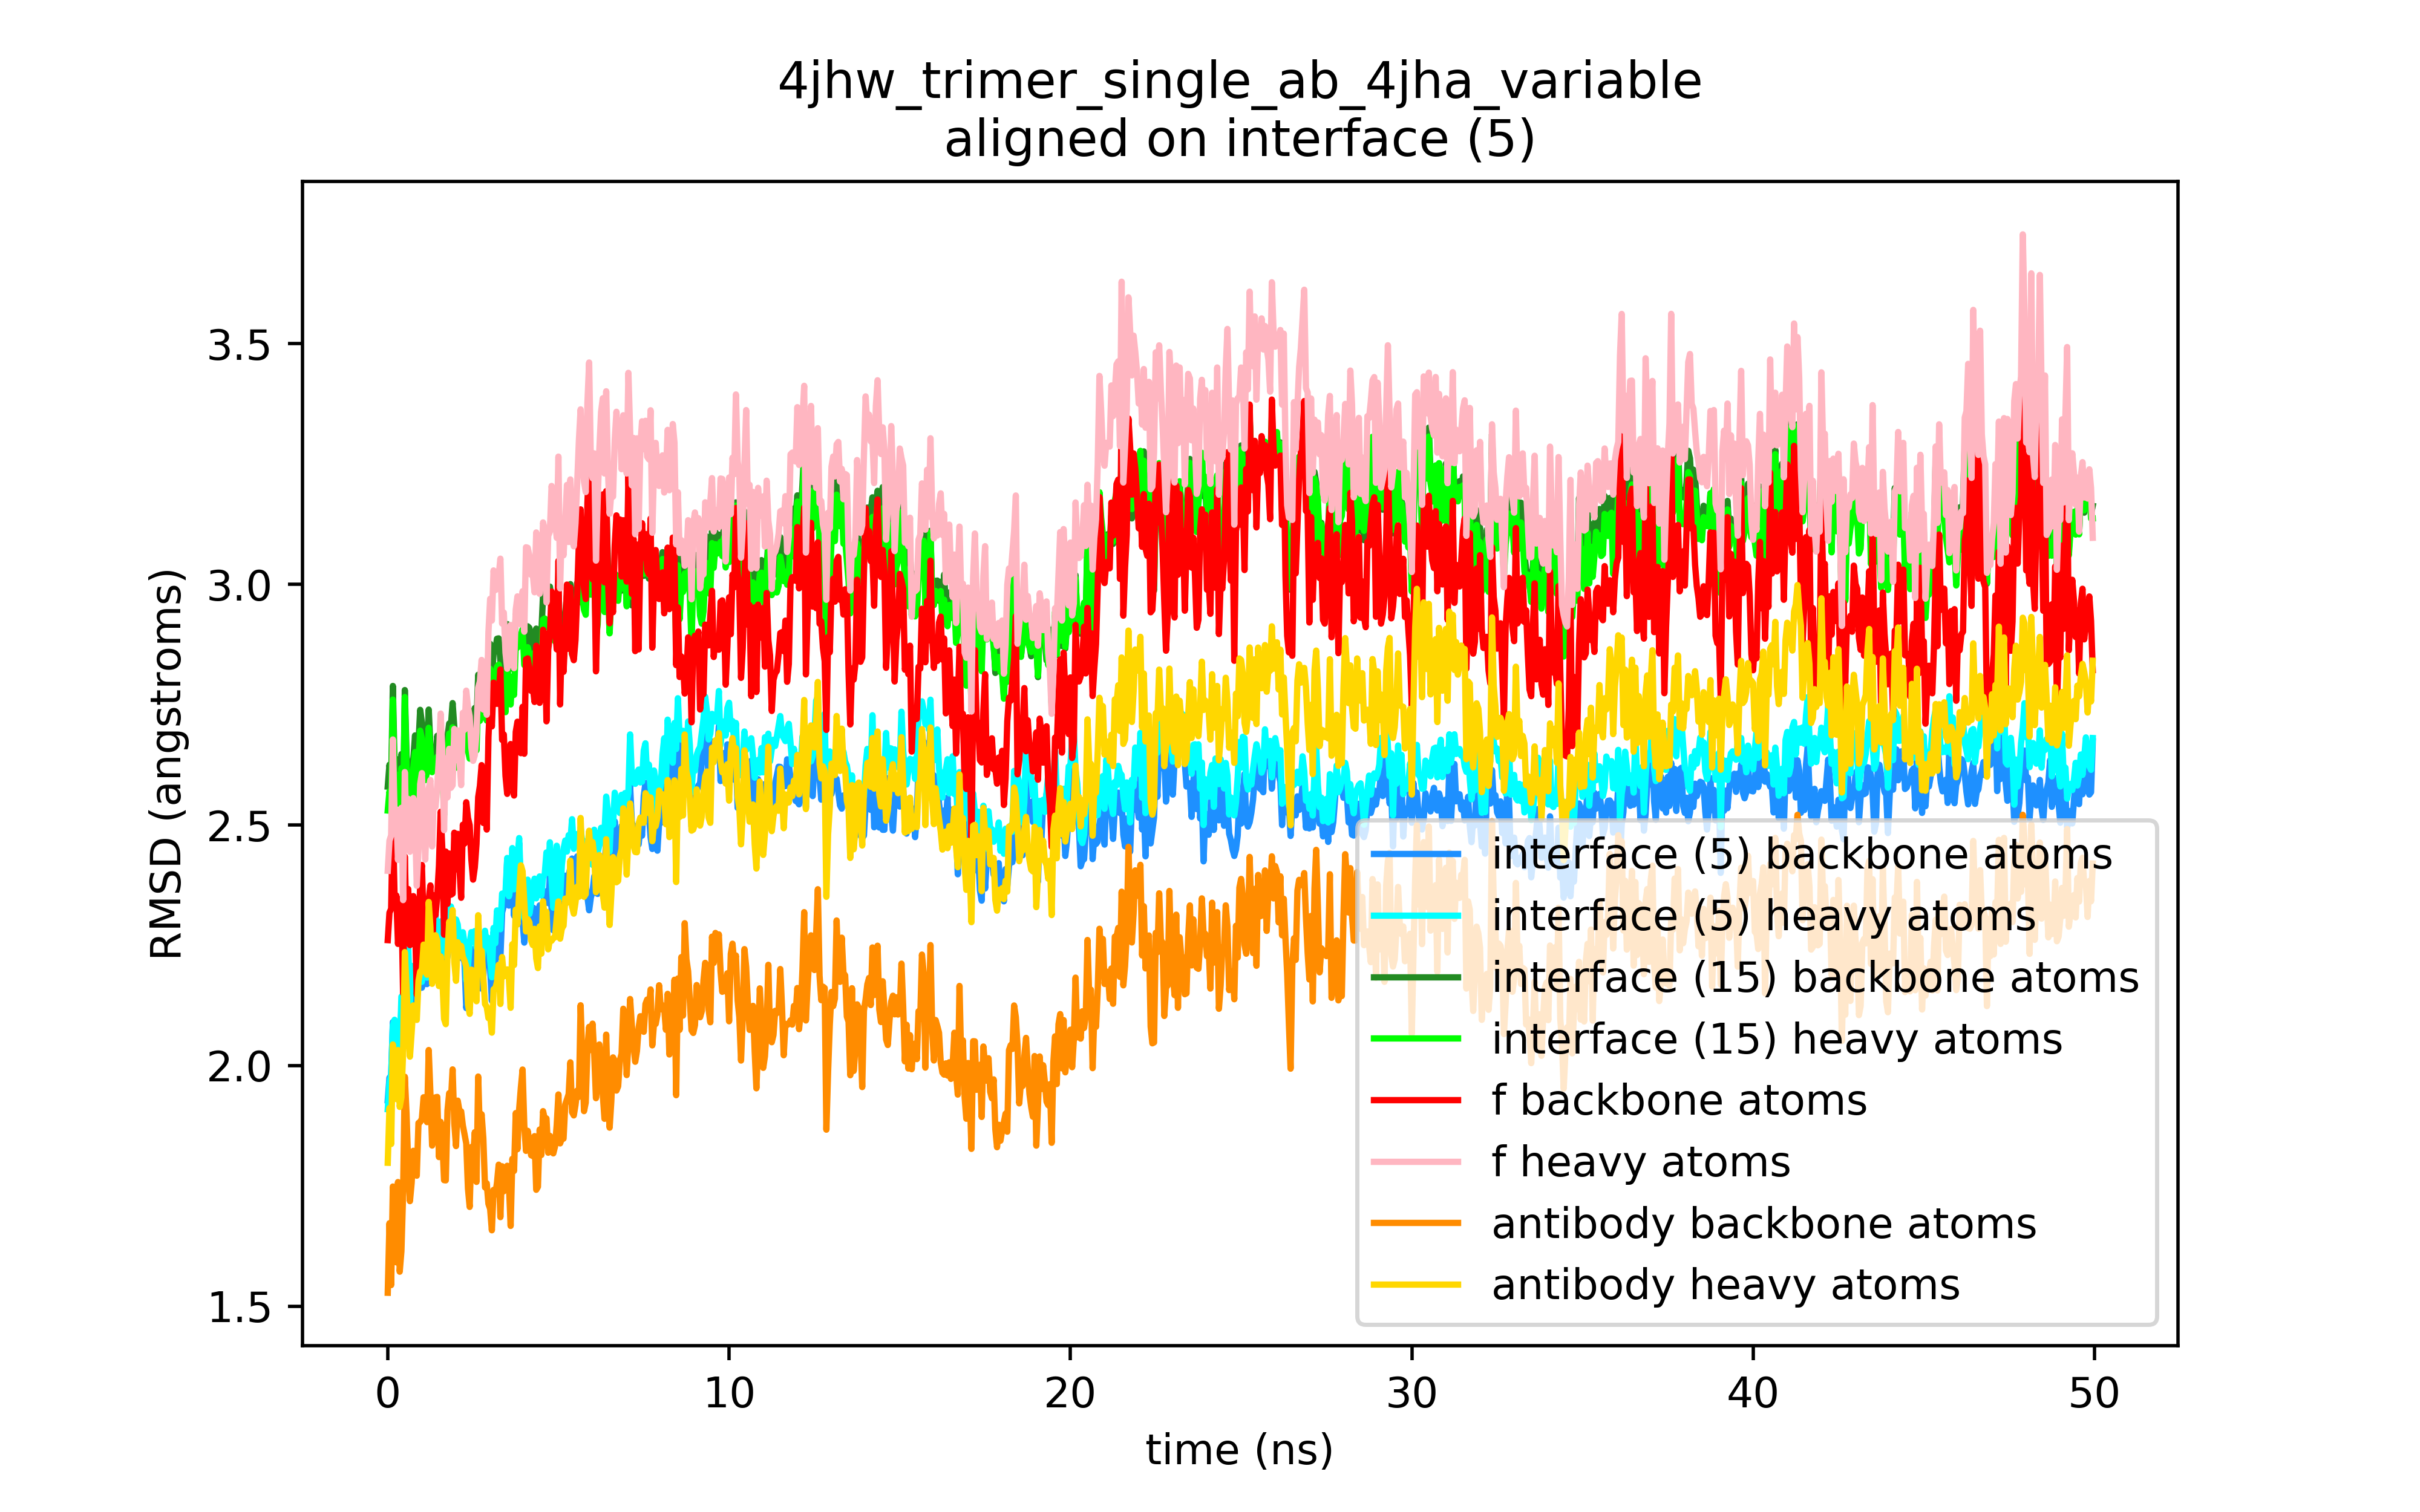 4jhw_trimer_single_ab_4jha_variable
aligned on interface (5)
RMSD (angstroms)
3.5
3.0
2.5
2.0
1.5
interface (5) backbone atoms
interface (5) heavy atoms
interface (15) backbone atoms
interface (15) heavy atoms
f backbone atoms
f heavy atoms
antibody backbone atoms
antibody heavy atoms
0 10 20 30 40 50
time (ns)